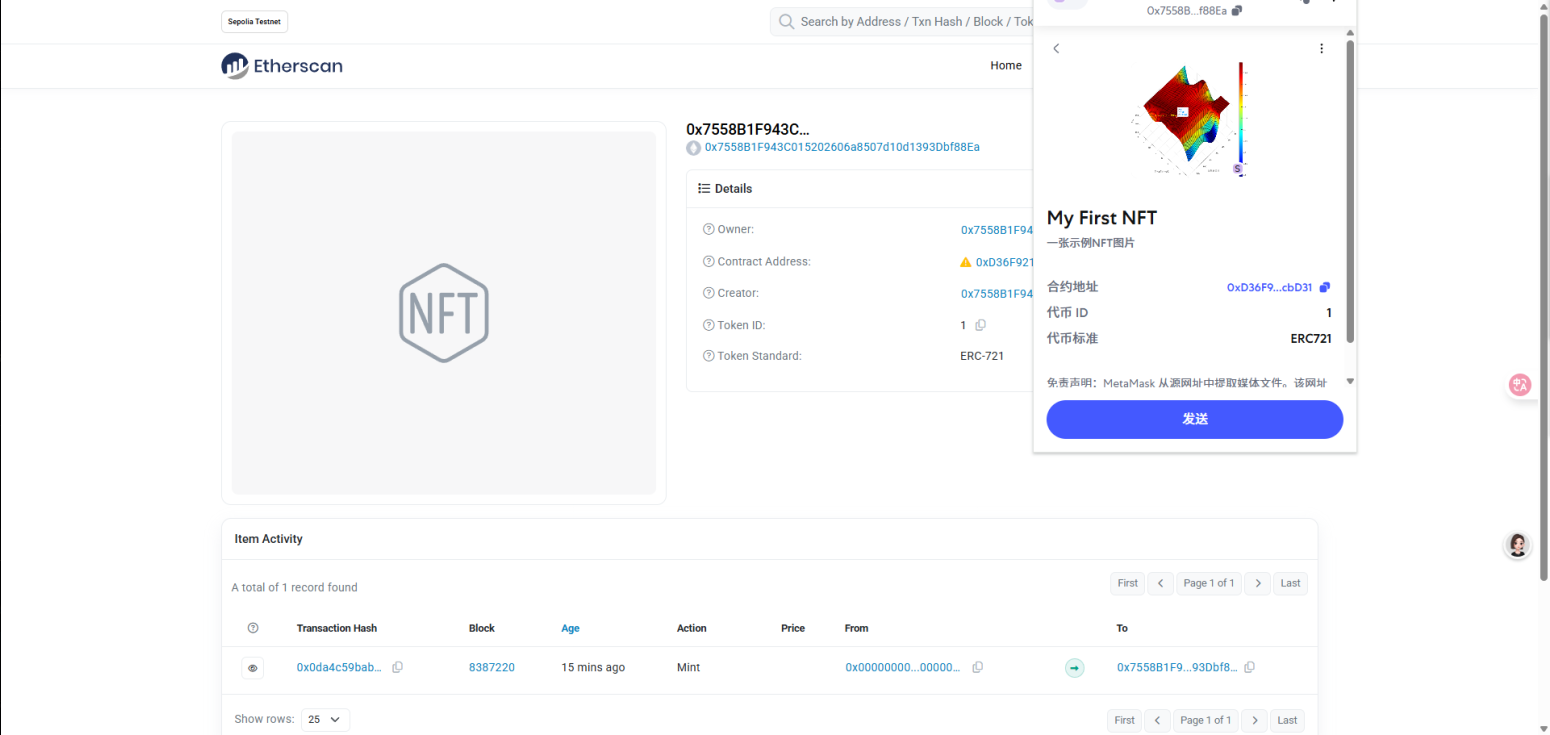 Sepolia Testnet
Search by Address / Txn Hash / Block / Tok
Etherscan
Home
NFT
0x7558B1F943C...
0x7558B1F943C015202606a8507d10d1393Dbf88Ea
Details
Owner:
0x7558B1F94
Contract Address:
0xD36F921
Creator:
0x7558B1F94
Token ID:
1
Token Standard:
ERC-721
0x7558B...f88Ea
S
My First NFT
一张示例NFT图片
合约地址
0xD36F9...cbD31
代币 ID
1
代币标准
ERC721
免责声明：MetaMask 从源网址中提取媒体文件。该网址
发送
Item Activity
A total of 1 record found
First
Page 1 of 1
Last
Transaction Hash Block Age Action Price From To
0x0da4c59bab... 8387220 15 mins ago Mint 0x00000000...00000... 0x7558B1F9...93Dbf8...
Show rows: 25
First
Page 1 of 1
Last
中A